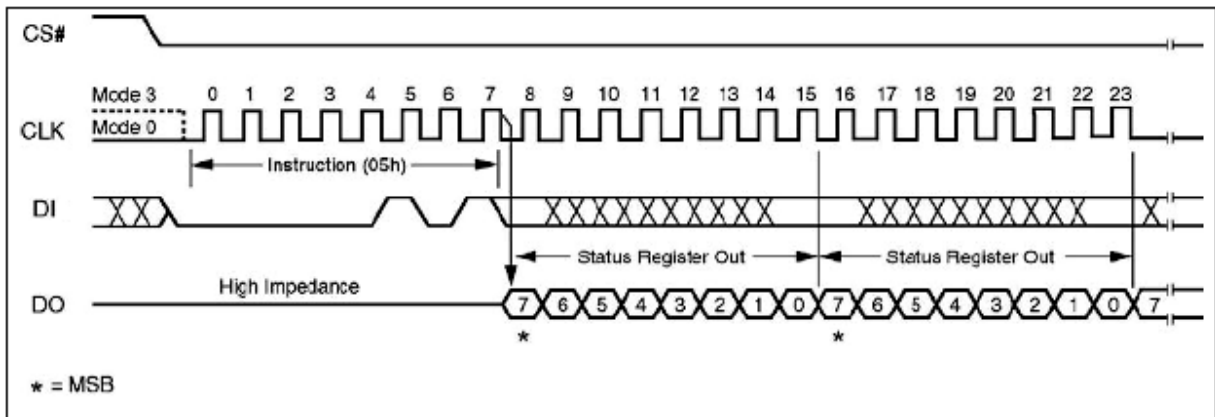 CS#
Mode 3 0 1 2 3 4 5 6 7 8 9 10 11 12 13 14 15 16 17 18 19 20 21 22 23
CLK Mode 0
Instruction (05h)
DI
Status Register Out Status Register Out
High Impedance
DO 7 6 5 4 3 2 1 0 7 6 5 4 3 2 1 0 7
* *
* = MSB